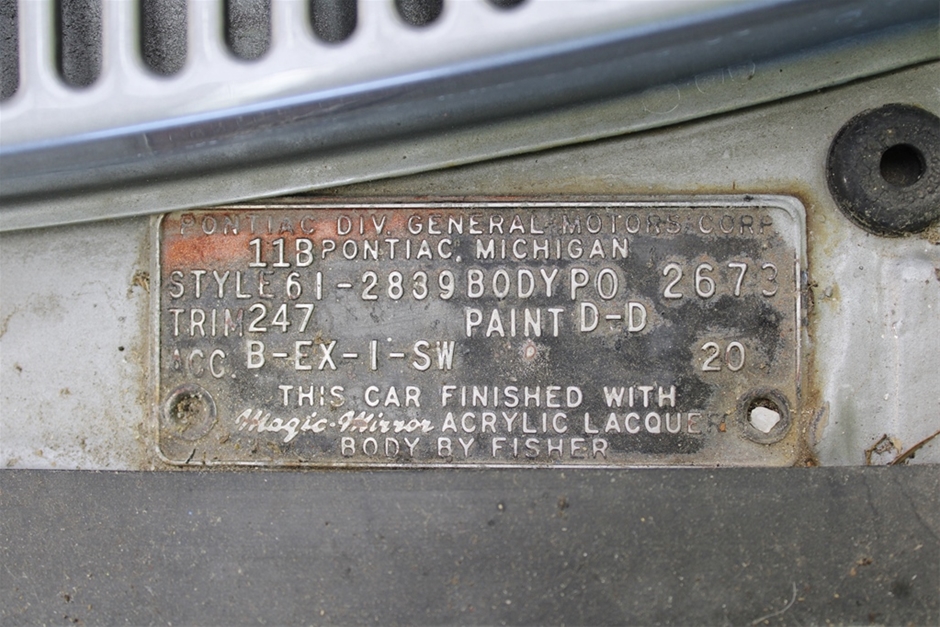 PONTIAC DIV. GENERAL MOTORS CORP
11B PONTIAC, MICHIGAN
STYLE 61-2839 BODY PO 2673
TRIM 247 PAINT D-D
ACC. B-EX-1-SW 20
THIS CAR FINISHED WITH
Magic-Mirror ACRYLIC LACQUER
BODY BY FISHER